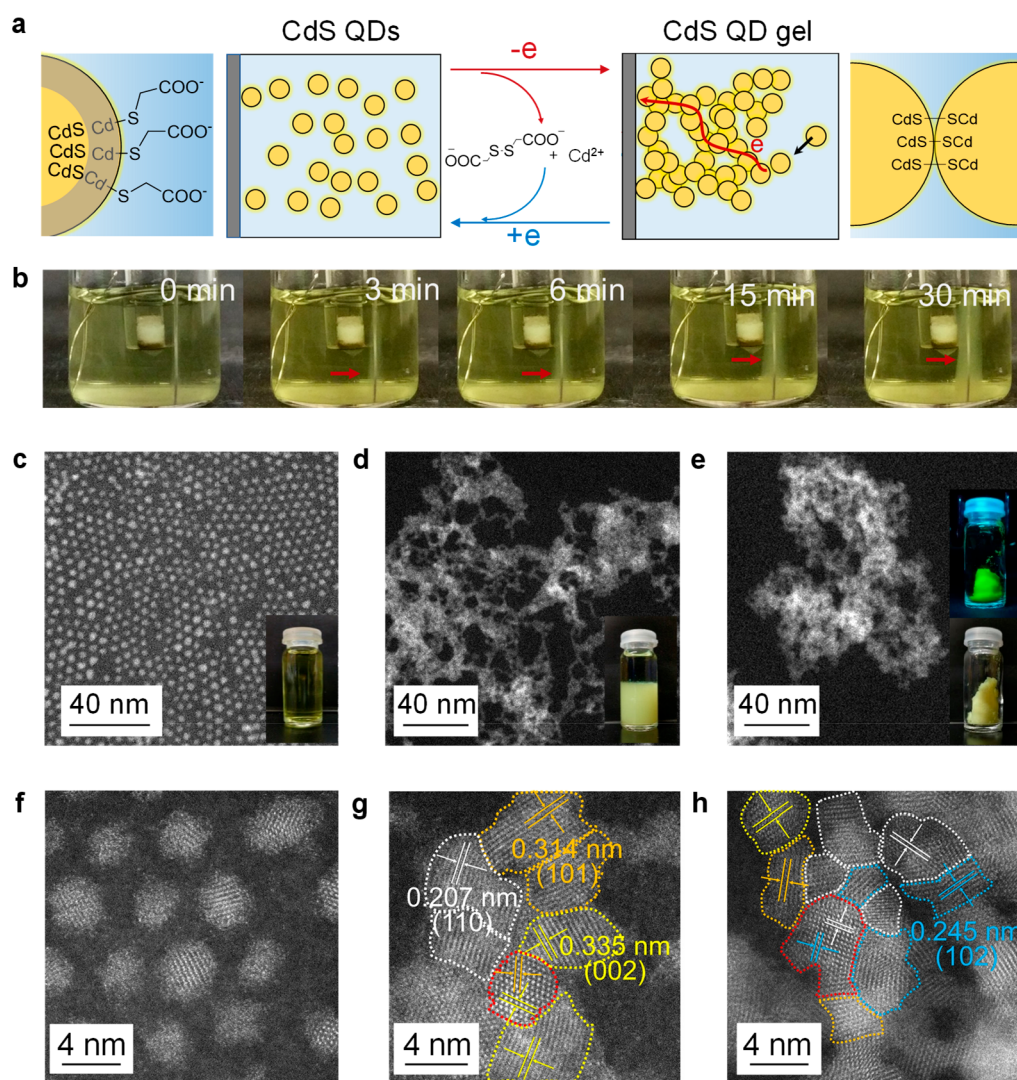 a
CdS QDs
-e
CdS QD gel
COO⁻
S
Cd
COO⁻
CdS
CdS
CdS
S
Cd
COO⁻
Cd
S
COO⁻
S-S
⁻OOC
+ Cd²⁺
+e
e
CdS—SCd
CdS—SCd
CdS—SCd
b
0 min
3 min
6 min
15 min
30 min
c
40 nm
d
40 nm
e
40 nm
f
4 nm
g
0.314 nm
(101)
0.207 nm
(110)
0.335 nm
(002)
4 nm
h
0.245 nm
(102)
4 nm